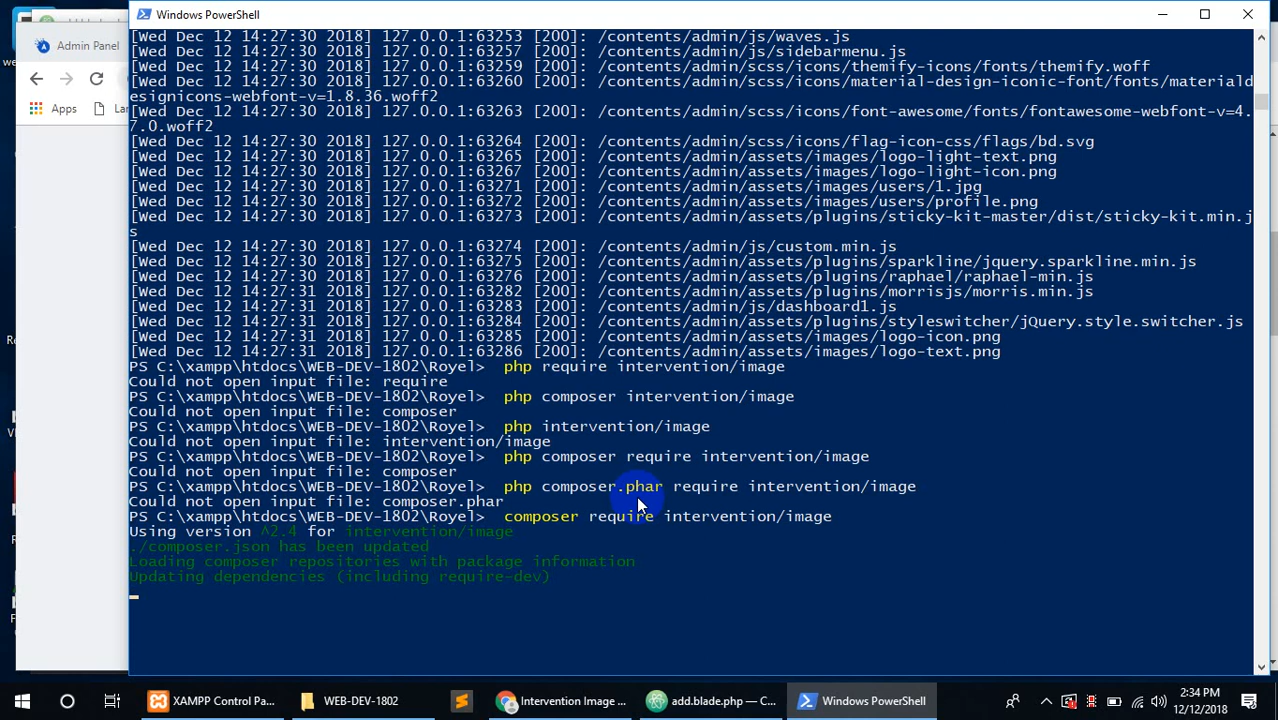 Windows PowerShell
Admin Panel
Apps
[Wed Dec 12 14:27:30 2018] 127.0.0.1:63253 [200]: /contents/admin/js/waves.js
[Wed Dec 12 14:27:30 2018] 127.0.0.1:63257 [200]: /contents/admin/js/sidebarmenu.js
[Wed Dec 12 14:27:30 2018] 127.0.0.1:63259 [200]: /contents/admin/scss/icons/themify-icons/fonts/themify.woff
[Wed Dec 12 14:27:30 2018] 127.0.0.1:63260 [200]: /contents/admin/scss/icons/material-design-iconic-font/fonts/materiald
esignicons-webfont-v=1.8.36.woff2
[Wed Dec 12 14:27:30 2018] 127.0.0.1:63263 [200]: /contents/admin/scss/icons/font-awesome/fonts/fontawesome-webfont-v=4.
7.0.woff2
[Wed Dec 12 14:27:30 2018] 127.0.0.1:63264 [200]: /contents/admin/scss/icons/flag-icon-css/flags/bd.svg
[Wed Dec 12 14:27:30 2018] 127.0.0.1:63265 [200]: /contents/admin/assets/images/logo-light-text.png
[Wed Dec 12 14:27:30 2018] 127.0.0.1:63267 [200]: /contents/admin/assets/images/logo-light-icon.png
[Wed Dec 12 14:27:30 2018] 127.0.0.1:63271 [200]: /contents/admin/assets/images/users/1.jpg
[Wed Dec 12 14:27:30 2018] 127.0.0.1:63272 [200]: /contents/admin/assets/images/users/profile.png
[Wed Dec 12 14:27:30 2018] 127.0.0.1:63273 [200]: /contents/admin/assets/plugins/sticky-kit-master/dist/sticky-kit.min.j
s
[Wed Dec 12 14:27:30 2018] 127.0.0.1:63274 [200]: /contents/admin/js/custom.min.js
[Wed Dec 12 14:27:30 2018] 127.0.0.1:63275 [200]: /contents/admin/assets/plugins/sparkline/jquery.sparkline.min.js
[Wed Dec 12 14:27:30 2018] 127.0.0.1:63276 [200]: /contents/admin/assets/plugins/raphael/raphael-min.js
[Wed Dec 12 14:27:31 2018] 127.0.0.1:63282 [200]: /contents/admin/assets/plugins/morrisjs/morris.min.js
[Wed Dec 12 14:27:31 2018] 127.0.0.1:63283 [200]: /contents/admin/js/dashboard1.js
[Wed Dec 12 14:27:31 2018] 127.0.0.1:63284 [200]: /contents/admin/assets/plugins/styleswitcher/jQuery.style.switcher.js
[Wed Dec 12 14:27:31 2018] 127.0.0.1:63285 [200]: /contents/admin/assets/images/logo-icon.png
[Wed Dec 12 14:27:31 2018] 127.0.0.1:63286 [200]: /contents/admin/assets/images/logo-text.png
PS C:\xampp\htdocs\WEB-DEV-1802\Royel> php require intervention/image
Could not open input file: require
PS C:\xampp\htdocs\WEB-DEV-1802\Royel> php composer intervention/image
Could not open input file: composer
PS C:\xampp\htdocs\WEB-DEV-1802\Royel> php intervention/image
Could not open input file: intervention/image
PS C:\xampp\htdocs\WEB-DEV-1802\Royel> php composer require intervention/image
Could not open input file: composer
PS C:\xampp\htdocs\WEB-DEV-1802\Royel> php composer.phar require intervention/image
Could not open input file: composer.phar
PS C:\xampp\htdocs\WEB-DEV-1802\Royel> composer require intervention/image
Using version ^2.4 for intervention/image
./composer.json has been updated
Loading composer repositories with package information
Updating dependencies (including require-dev)
XAMPP Control Pa...
WEB-DEV-1802
Intervention Image ...
add.blade.php — C...
Windows PowerShell
2:34 PM
12/12/2018